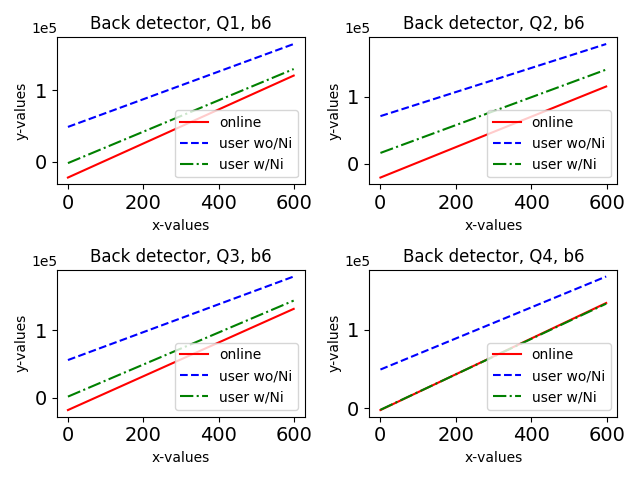 Back detector, Q1, b6
1e5
y-values
1
0
online
user wo/Ni
user w/Ni
0 200 400 600
x-values
Back detector, Q2, b6
1e5
y-values
1
0
online
user wo/Ni
user w/Ni
0 200 400 600
x-values
Back detector, Q3, b6
1e5
y-values
1
0
online
user wo/Ni
user w/Ni
0 200 400 600
x-values
Back detector, Q4, b6
1e5
y-values
1
0
online
user wo/Ni
user w/Ni
0 200 400 600
x-values